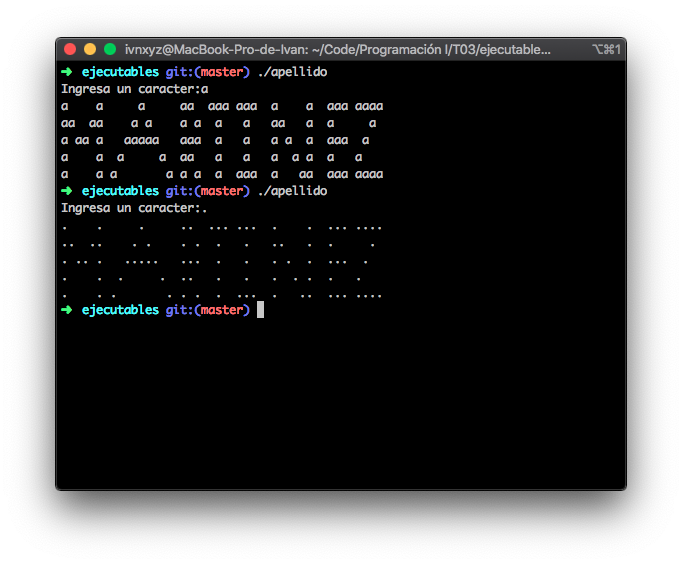 ivnxyz@MacBook-Pro-de-Ivan: ~/Code/Programación I/T03/ejecutable... ⌥⌘1
➜  ejecutables git:(master) ./apellido
Ingresa un caracter:a
a    a     a     aa  aaa aaa  a    a  aaa aaaa
aa  aa    a a    a a  a   a   aa   a a     a
a aa a   aaaaa   aaa  a   a   a a  a  aaa  a
a    a  a     a  aa   a   a   a  a a a   a
a    a a       a a a  a  aaa  a   aa  aaa aaaa
➜  ejecutables git:(master) ./apellido
Ingresa un caracter:.
.    .     .     ..  ... ...  .    .  ... ....
..  ..    . .    . .  .   .   ..   . .     .
. .. .   .....   ...  .   .   . .  .  ...  .
.    .  .     .  ..   .   .   .  . . .   .
.    . .       . . .  .  ...  .   ..  ... ....
➜  ejecutables git:(master)